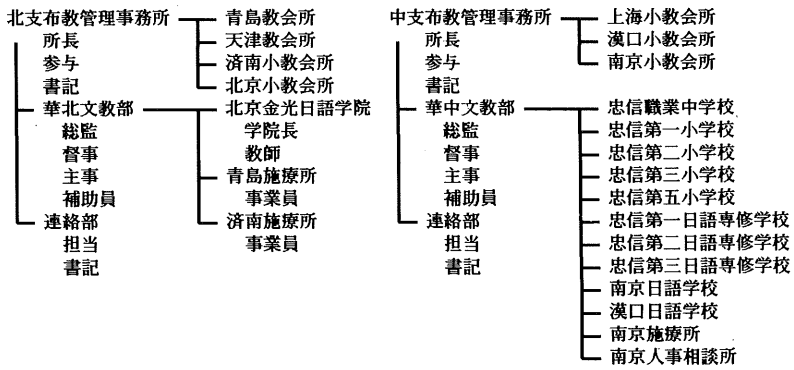 北支布教管理事務所
青島教会所
天津教会所
済南小教会所
北京小教会所
所長
参与
書記
華北文教部
北京金光日語学院
学院長
教師
青島施療所
事業員
済南施療所
事業員
総監
督事
主事
補助員
連絡部
担当
書記
中支布教管理事務所
上海小教会所
漢口小教会所
南京小教会所
所長
参与
書記
華中文教部
忠信職業中学校
忠信第一小学校
忠信第二小学校
忠信第三小学校
忠信第五小学校
忠信第一日語専修学校
忠信第二日語専修学校
忠信第三日語専修学校
南京日語学校
漢口日語学校
南京施療所
南京人事相談所
総監
督事
主事
補助員
連絡部
担当
書記